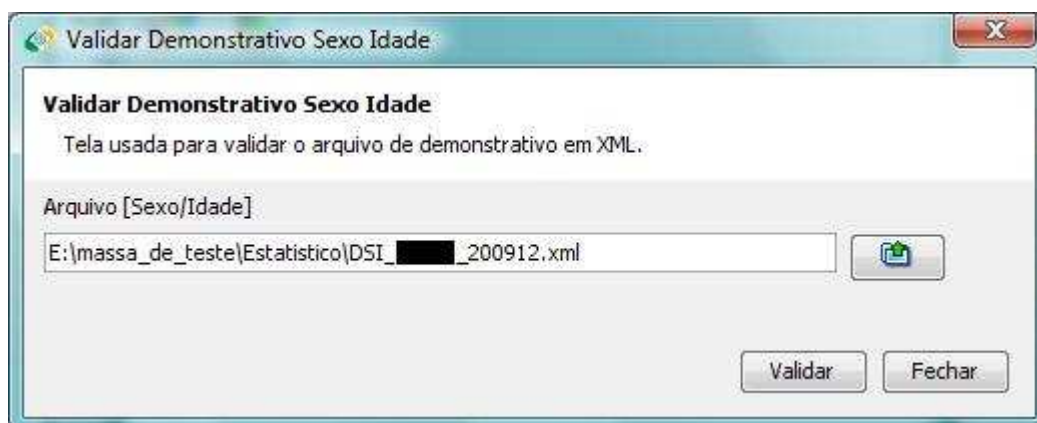 Validar Demonstrativo Sexo Idade
Validar Demonstrativo Sexo Idade
Tela usada para validar o arquivo de demonstrativo em XML.
Arquivo [Sexo/Idade]
E:\massa_de_teste\Estatistico\DSI_ _200912.xml
Validar Fechar